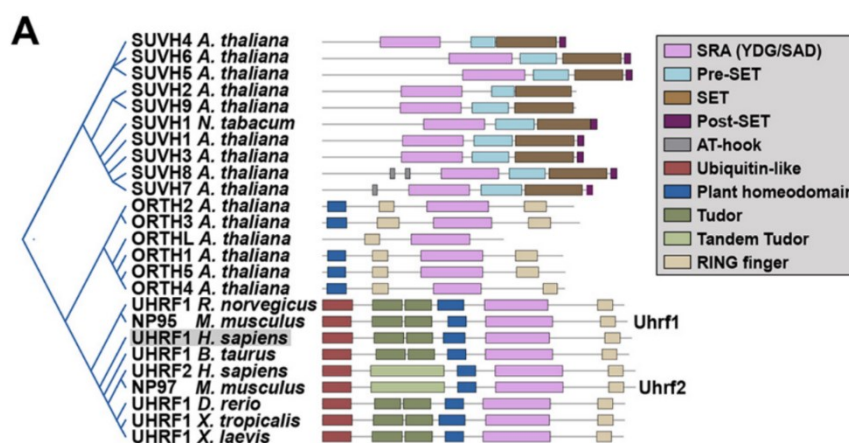 A
SUVH4 A. thaliana
SUVH6 A. thaliana
SUVH5 A. thaliana
SUVH2 A. thaliana
SUVH9 A. thaliana
SUVH1 N. tabacum
SUVH1 A. thaliana
SUVH3 A. thaliana
SUVH8 A. thaliana
SUVH7 A. thaliana
ORTH2 A. thaliana
ORTH3 A. thaliana
ORTHL A. thaliana
ORTH1 A. thaliana
ORTH5 A. thaliana
ORTH4 A. thaliana
UHRF1 R. norvegicus
NP95 M. musculus Uhrf1
UHRF1 H. sapiens
UHRF1 B. taurus
UHRF2 H. sapiens
NP97 M. musculus Uhrf2
UHRF1 D. rerio
UHRF1 X. tropicalis
UHRF1 X. laevis
SRA (YDG/SAD)
Pre-SET
SET
Post-SET
AT-hook
Ubiquitin-like
Plant homeodomain
Tudor
Tandem Tudor
RING finger